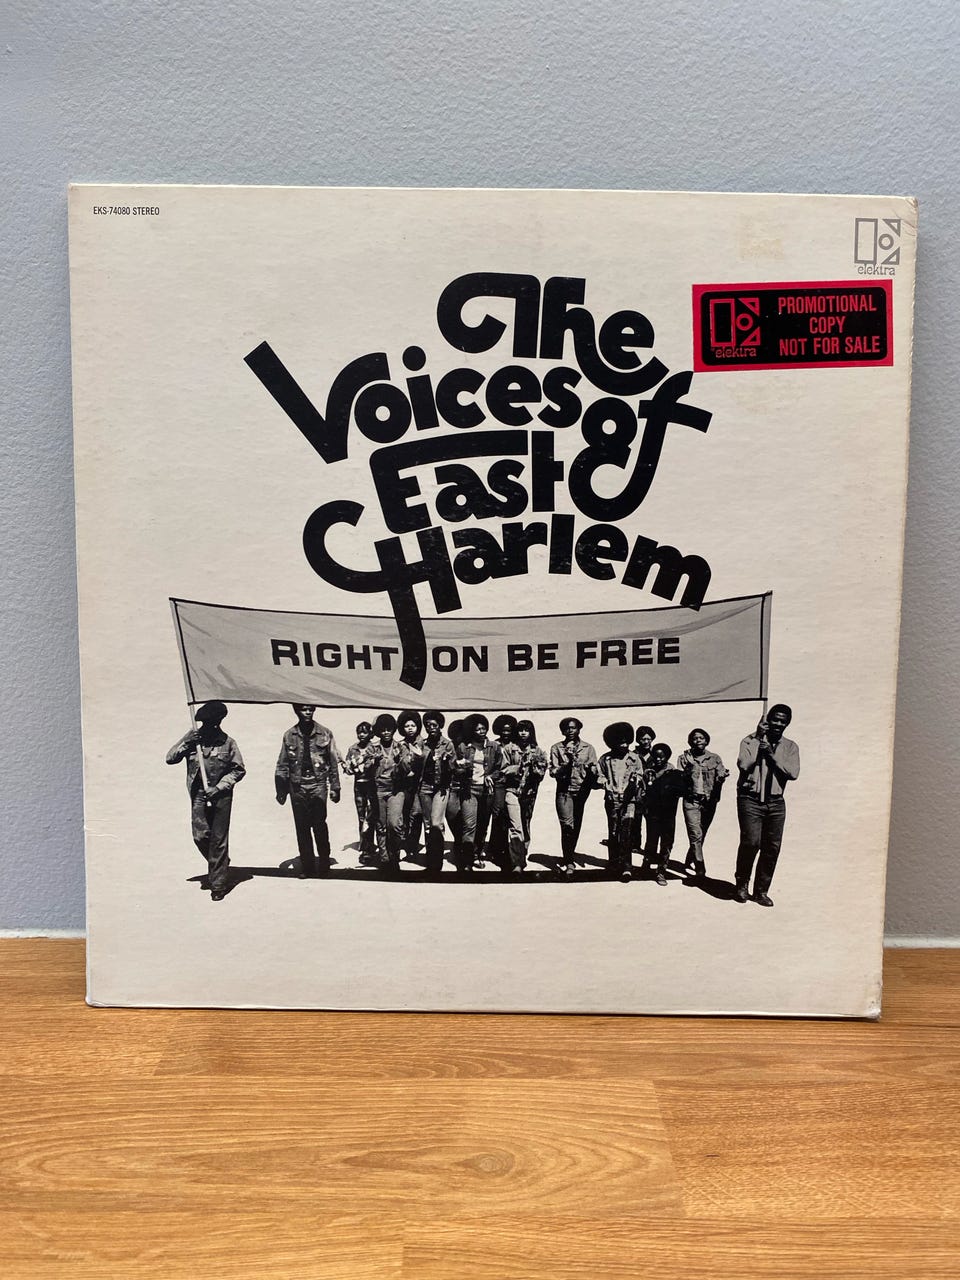 EKS-74080 STEREO
elektra
elektra
PROMOTIONAL
COPY
NOT FOR SALE
The
Voices of
East
Harlem
RIGHT ON BE FREE